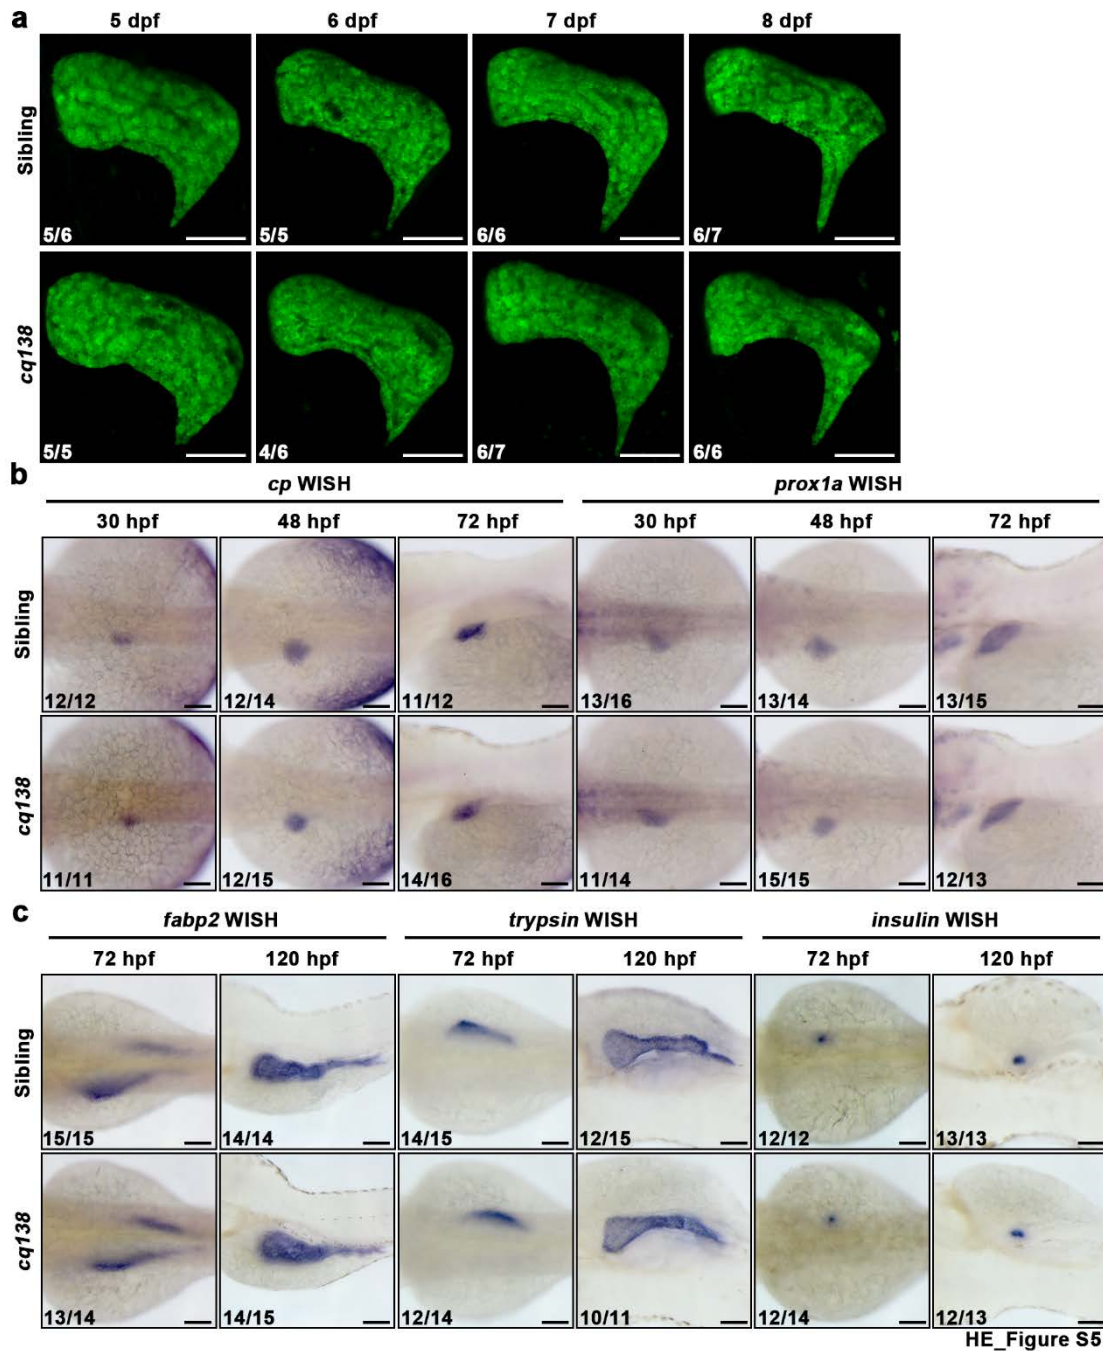 a
5 dpf 6 dpf 7 dpf 8 dpf
Sibling
5/6 5/5 6/6 6/7
cq138
5/5 4/6 6/7 6/6
b
cp WISH prox1a WISH
30 hpf 48 hpf 72 hpf 30 hpf 48 hpf 72 hpf
Sibling
12/12 12/14 11/12 13/16 13/14 13/15
cq138
11/11 12/15 14/16 11/14 15/15 12/13
c
fabp2 WISH trypsin WISH insulin WISH
72 hpf 120 hpf 72 hpf 120 hpf 72 hpf 120 hpf
Sibling
15/15 14/14 14/15 12/15 12/12 13/13
cq138
13/14 14/15 12/14 10/11 12/14 12/13
HE_Figure S5